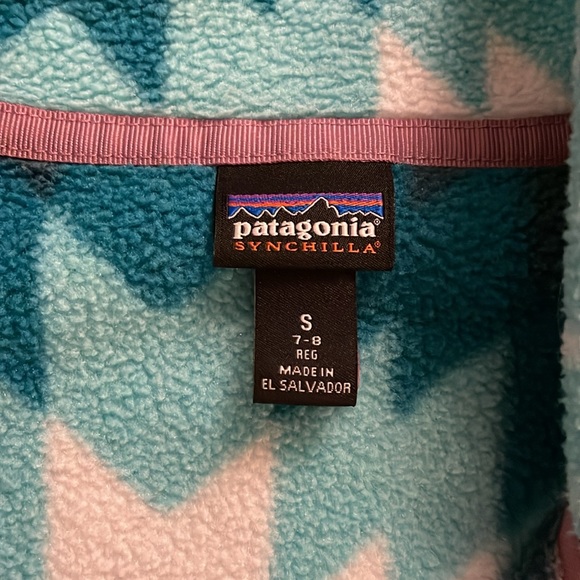 patagonia®
SYNCHILLA®
S
7-8
REG
MADE IN
EL SALVADOR